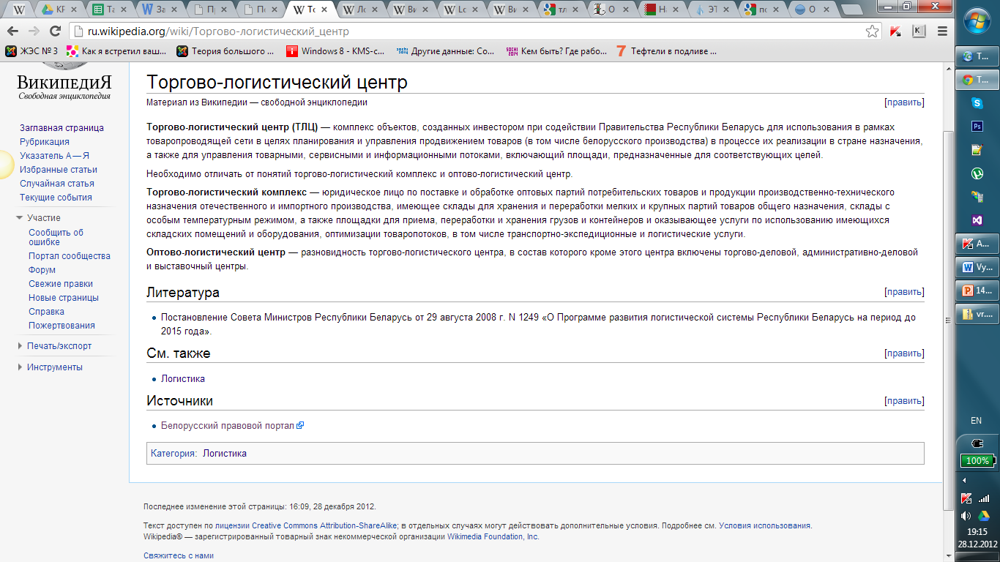 KF
Та
За
Пр
По
То
Ло
Ви
Lo
Ви
тл
О
На
ЭТ
по
О
ru.wikipedia.org/wiki/Торгово-логистический_центр
ЖЭС № 3
Как я встретил ваш...
Теория большого ...
Windows 8 - KMS-с...
Другие данные: Со...
Кем быть? Где рабо...
Тефтели в подливе ...
ВикипедиЯ
Свободная энциклопедия
Заглавная страница
Рубрикация
Указатель А — Я
Избранные статьи
Случайная статья
Текущие события
Участие
Сообщить об
ошибке
Портал сообщества
Форум
Свежие правки
Новые страницы
Справка
Пожертвования
Печать/экспорт
Инструменты
Торгово-логистический центр
Материал из Википедии — свободной энциклопедии
[править]
Торгово-логистический центр (ТЛЦ) — комплекс объектов, созданных инвестором при содействии Правительства Республики Беларусь для использования в рамках
товаропроводящей сети в целях планирования и управления продвижением товаров (в том числе белорусского производства) в процессе их реализации в стране назначения,
а также для управления товарными, сервисными и информационными потоками, включающий площади, предназначенные для соответствующих целей.
Необходимо отличать от понятий торгово-логистический комплекс и оптово-логистический центр.
Торгово-логистический комплекс — юридическое лицо по поставке и обработке оптовых партий потребительских товаров и продукции производственно-технического
назначения отечественного и импортного производства, имеющее склады для хранения и переработки мелких и крупных партий товаров общего назначения, склады с
особым температурным режимом, а также площадки для приема, переработки и хранения грузов и контейнеров и оказывающее услуги по использованию имеющихся
складских помещений и оборудования, оптимизации товаропотоков, в том числе транспортно-экспедиционные и логистические услуги.
Оптово-логистический центр — разновидность торгово-логистического центра, в состав которого кроме этого центра включены торгово-деловой, административно-деловой
и выставочный центры.
Литература
[править]
Постановление Совета Министров Республики Беларусь от 29 августа 2008 г. N 1249 «О Программе развития логистической системы Республики Беларусь на период до
2015 года».
См. также
[править]
Логистика
Источники
[править]
Белорусский правовой портал
Категория: Логистика
Последнее изменение этой страницы: 16:09, 28 декабря 2012.
Текст доступен по лицензии Creative Commons Attribution-ShareAlike; в отдельных случаях могут действовать дополнительные условия. Подробнее см. Условия использования.
Wikipedia® — зарегистрированный товарный знак некоммерческой организации Wikimedia Foundation, Inc.
Свяжитесь с нами
T...
T...
A...
Vy...
14...
vr....
EN
100%
19:15
28.12.2012